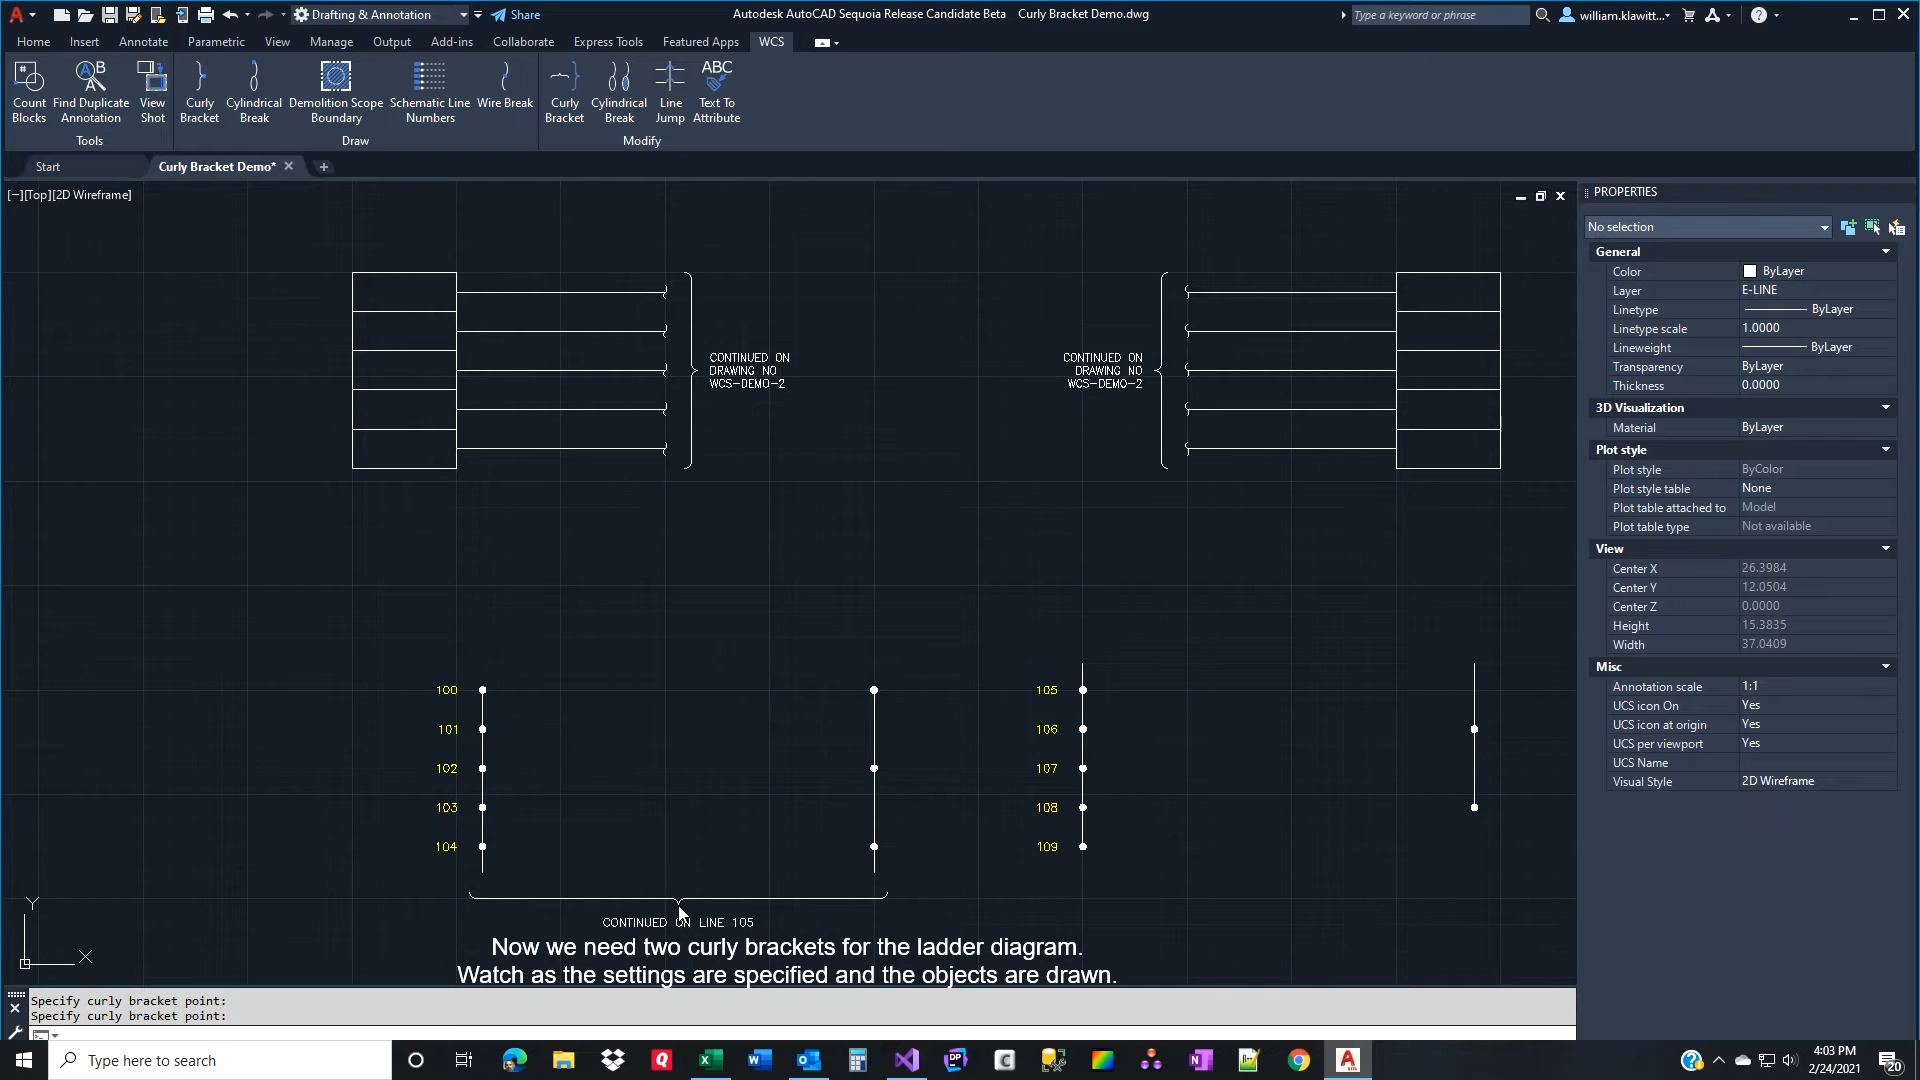 Drafting & Annotation
Share
Autodesk AutoCAD Sequoia Release Candidate Beta Curly Bracket Demo.dwg
Type a keyword or phrase
william.klawitt...
Home Insert Annotate Parametric View Manage Output Add-ins Collaborate Express Tools Featured Apps WCS
Count Blocks
Find Duplicate Annotation
View Shot
Tools
Curly Bracket
Cylindrical Break
Demolition Scope Boundary
Schematic Line Numbers
Wire Break
Draw
Curly Bracket
Cylindrical Break
Line Jump
ABC
Text To Attribute
Modify
Start
Curly Bracket Demo*
[−][Top][2D Wireframe]
CONTINUED ON
DRAWING NO
WCS-DEMO-2
CONTINUED ON
DRAWING NO
WCS-DEMO-2
100
101
102
103
104
105
106
107
108
109
CONTINUED ON LINE 105
Now we need two curly brackets for the ladder diagram.
Watch as the settings are specified and the objects are drawn.
Y
X
Specify curly bracket point:
Specify curly bracket point:
PROPERTIES
No selection
General
Color ByLayer
Layer E-LINE
Linetype ByLayer
Linetype scale 1.0000
Lineweight ByLayer
Transparency ByLayer
Thickness 0.0000
3D Visualization
Material ByLayer
Plot style
Plot style ByColor
Plot style table None
Plot table attached to Model
Plot table type Not available
View
Center X 26.3984
Center Y 12.0504
Center Z 0.0000
Height 15.3835
Width 37.0409
Misc
Annotation scale 1:1
UCS icon On Yes
UCS icon at origin Yes
UCS per viewport Yes
UCS Name
Visual Style 2D Wireframe
Type here to search
4:03 PM
2/24/2021
20